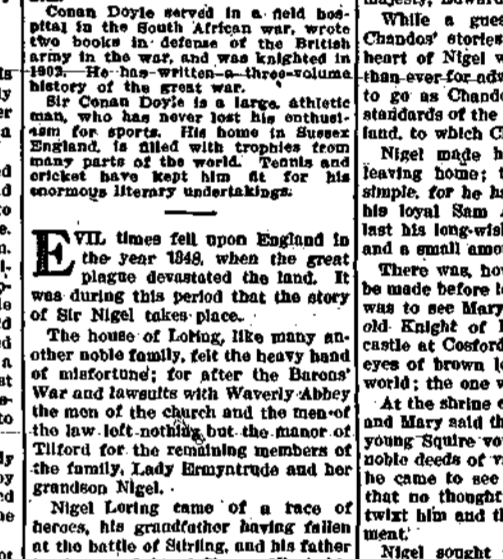 Conan Doyle served in a field hos-
pital in the South African war, wrote
two books in defense of the British
army in the war, and was knighted in
1902. He has written a three-volume
history of the great war.
Sir Conan Doyle is a large, athletic
man, who has never lost his enthusi-
asm for sports. His home in Sussex
England, is filled with trophies from
many parts of the world. Tennis and
cricket have kept him fit for his
enormous literary undertakings.
EVIL times fell upon England in
the year 1348, when the great
plague devastated the land. It
was during this period that the story
of Sir Nigel takes place.
The house of Loring, like many an-
other noble family, felt the heavy hand
of misfortune; for after the Barons'
War and lawsuits with Waverly Abbey
the men of the church and the men of
the law left nothing but the manor of
Tilford for the remaining members of
the family, Lady Ermyntrude and her
grandson Nigel.
Nigel Loring came of a race of
heroes, his grandfather having fallen
at the battle of Stirling, and his father
While a gue
Chandos' stories
heart of Nigel w
than ever for adv
to go as Chand
standards of the
land, to which C
Nigel made h
leaving home; t
simple, for he h
his loyal Sam
last his long-wis
and a small amo
There was, ho
be made before l
was to see Mary
old Knight of
castle at Cosford
eyes of brown l
world; the one w
At the shrine
and Mary said th
young Squire vo
noble deeds of v
he came to see
that no thought
twixt him and th
ment.
Nigel sought